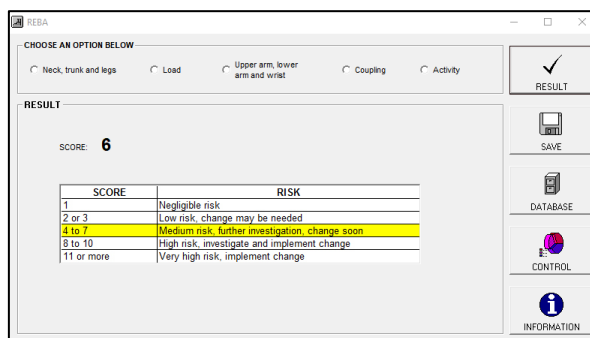 REBA
CHOOSE AN OPTION BELOW
Neck, trunk and legs
Load
Upper arm, lower
arm and wrist
Coupling
Activity
RESULT
RESULT
SCORE: 6
SCORE RISK
1 Negligible risk
2 or 3 Low risk, change may be needed
4 to 7 Medium risk, further investigation, change soon
8 to 10 High risk, investigate and implement change
11 or more Very high risk, implement change
SAVE
DATABASE
CONTROL
INFORMATION